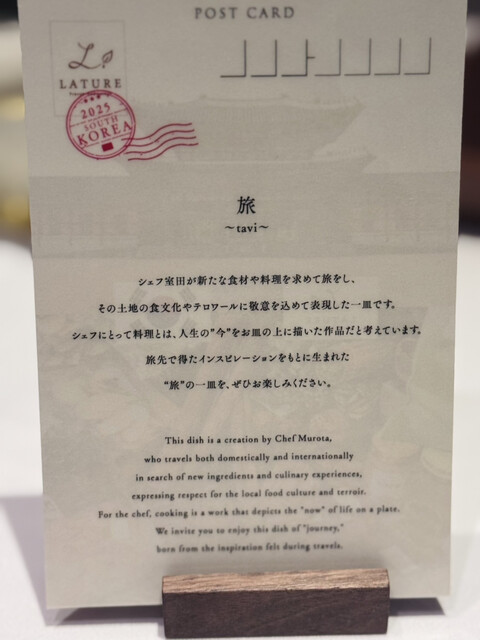 POST CARD
L.
LATURE
2025
SOUTH
KOREA
旅
〜tavi〜
シェフ室田が新たな食材や料理を求めて旅をし、
その土地の食文化やテロワールに敬意を込めて表現した一皿です。
シェフにとって料理とは、人生の"今"をお皿の上に描いた作品だと考えています。
旅先で得たインスピレーションをもとに生まれた
"旅"の一皿を、ぜひお楽しみください。
This dish is a creation by Chef Murota,
who travels both domestically and internationally
in search of new ingredients and culinary experiences,
expressing respect for the local food culture and terroir.
For the chef, cooking is a work that depicts the "now" of life on a plate.
We invite you to enjoy this dish of "journey,"
born from the inspiration felt during travels.